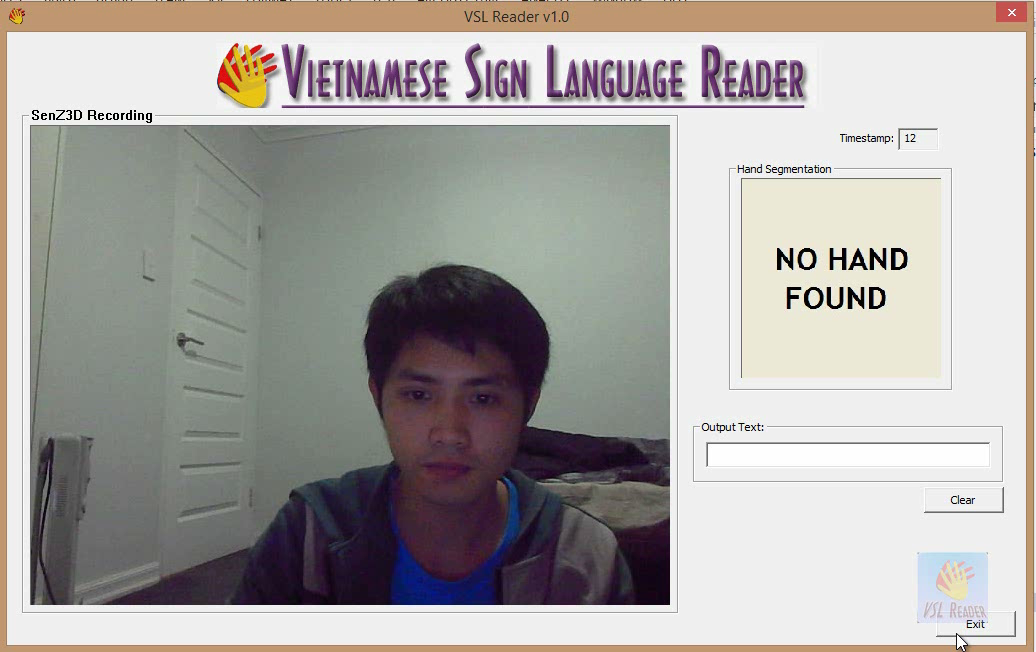 VSL Reader v1.0
VIETNAMESE SIGN LANGUAGE READER
SenZ3D Recording
Timestamp: 12
Hand Segmentation
NO HAND
FOUND
Output Text:
Clear
VSL READER
Exit